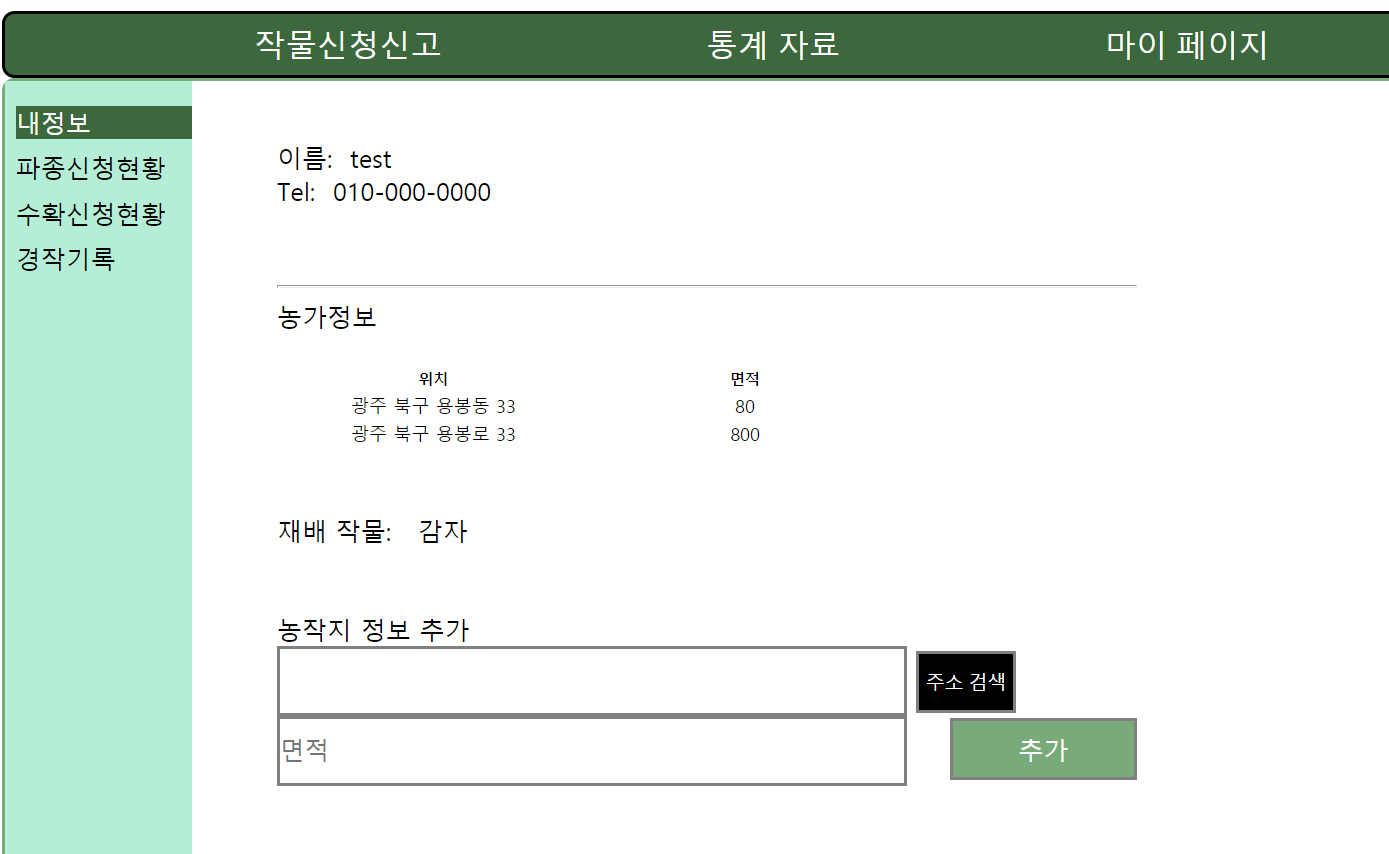 작물신청신고 통계 자료 마이 페이지
내정보
파종신청현황
수확신청현황
경작기록
이름: test
Tel: 010-000-0000
농가정보
위치 면적
광주 북구 용봉동 33 80
광주 북구 용봉로 33 800
재배 작물: 감자
농작지 정보 추가
주소 검색
면적 추가